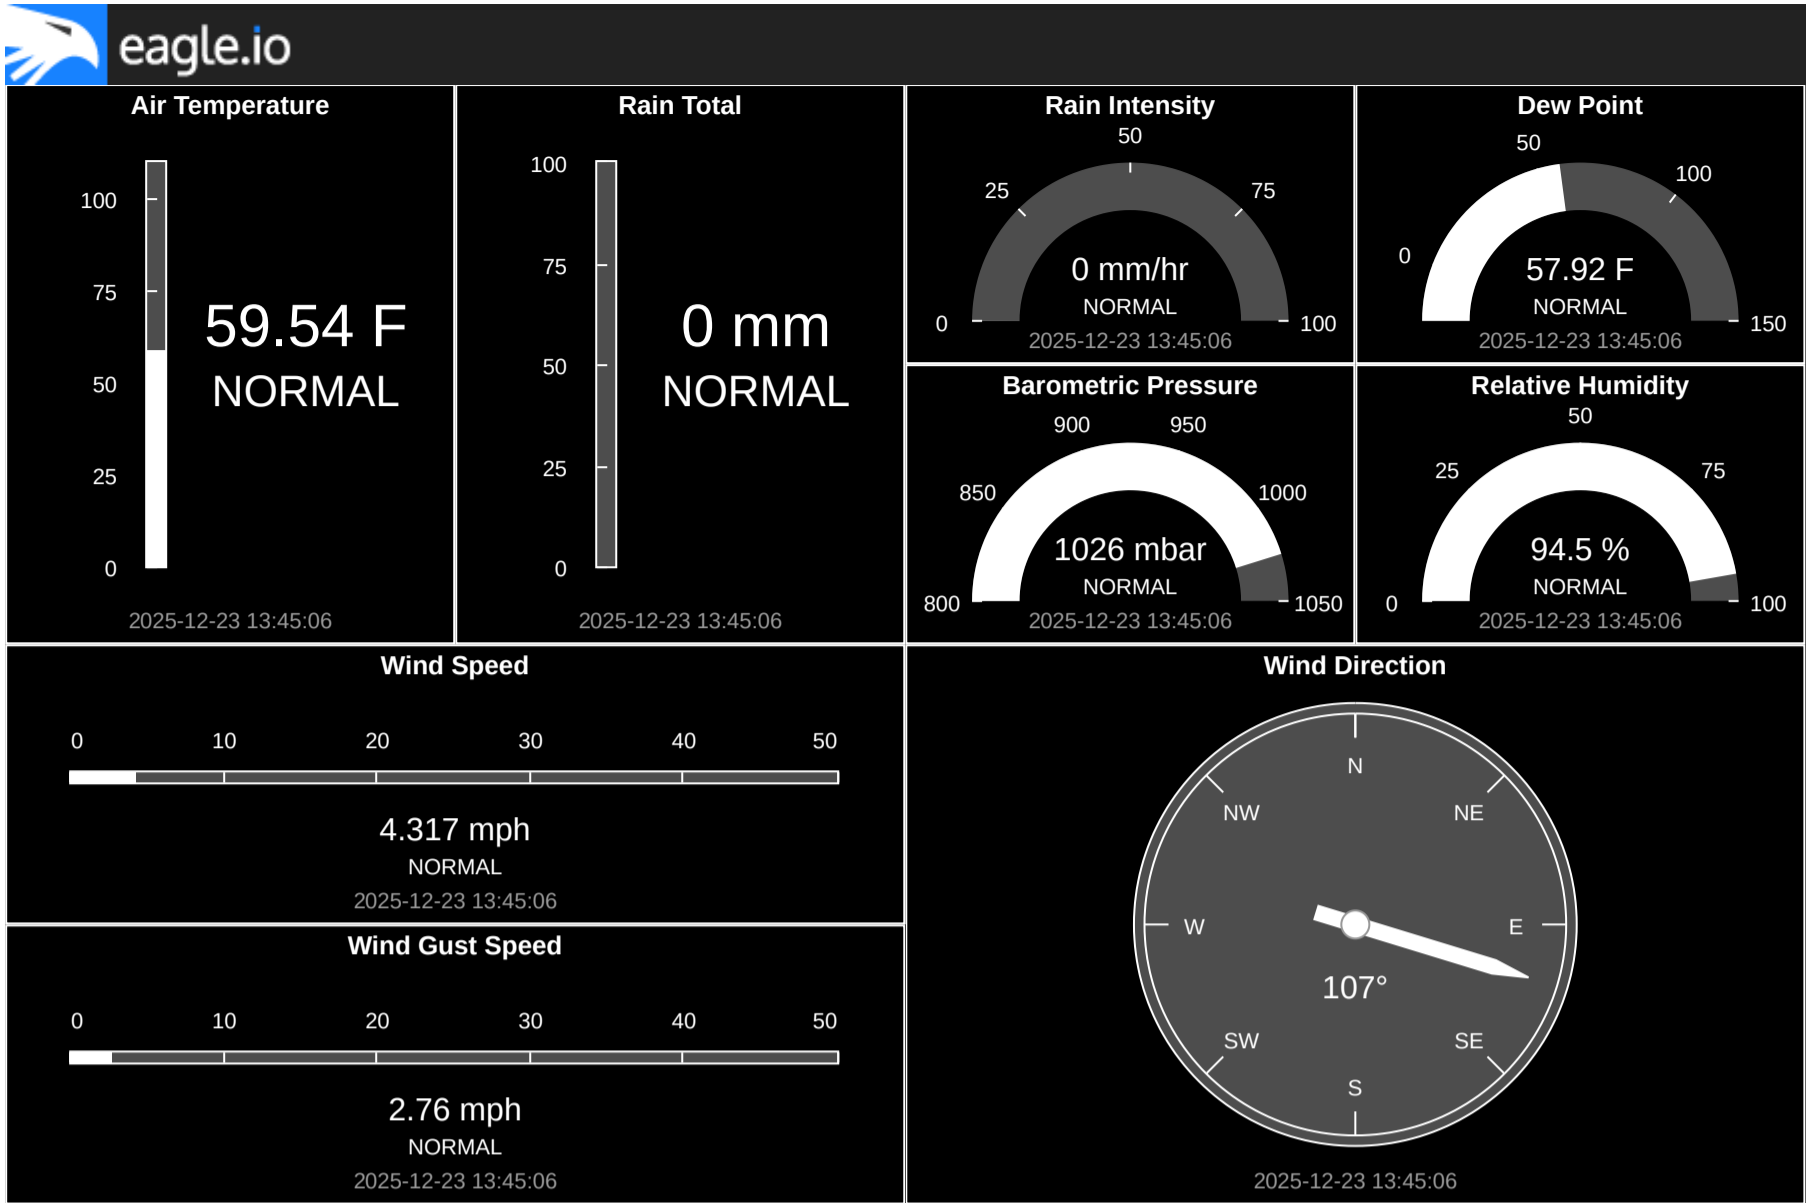 eagle.io
Air Temperature
100
75
50
25
0
59.54 F
NORMAL
2025-12-23 13:45:06
Rain Total
100
75
50
25
0
0 mm
NORMAL
2025-12-23 13:45:06
Rain Intensity
50
25
75
0
100
0 mm/hr
NORMAL
2025-12-23 13:45:06
Dew Point
50
100
0
150
57.92 F
NORMAL
2025-12-23 13:45:06
Barometric Pressure
900
950
850
1000
800
1050
1026 mbar
NORMAL
2025-12-23 13:45:06
Relative Humidity
50
25
75
0
100
94.5 %
NORMAL
2025-12-23 13:45:06
Wind Speed
0 10 20 30 40 50
4.317 mph
NORMAL
2025-12-23 13:45:06
Wind Gust Speed
0 10 20 30 40 50
2.76 mph
NORMAL
2025-12-23 13:45:06
Wind Direction
N
NW NE
W E
107°
SW SE
S
2025-12-23 13:45:06